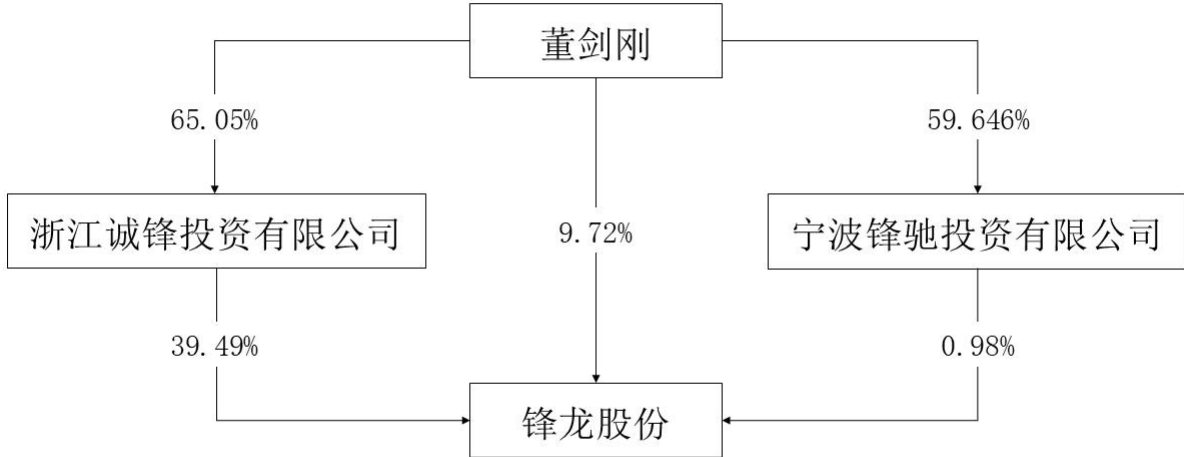 董剑刚
65.05%
59.646%
浙江诚锋投资有限公司
9.72%
宁波锋驰投资有限公司
39.49%
0.98%
锋龙股份